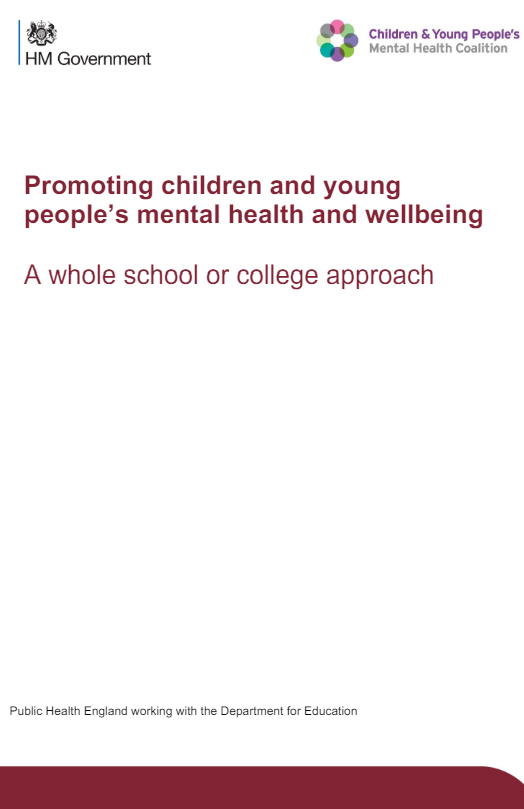 HM Government
Children & Young People's
Mental Health Coalition
Promoting children and young
people’s mental health and wellbeing
A whole school or college approach
Public Health England working with the Department for Education